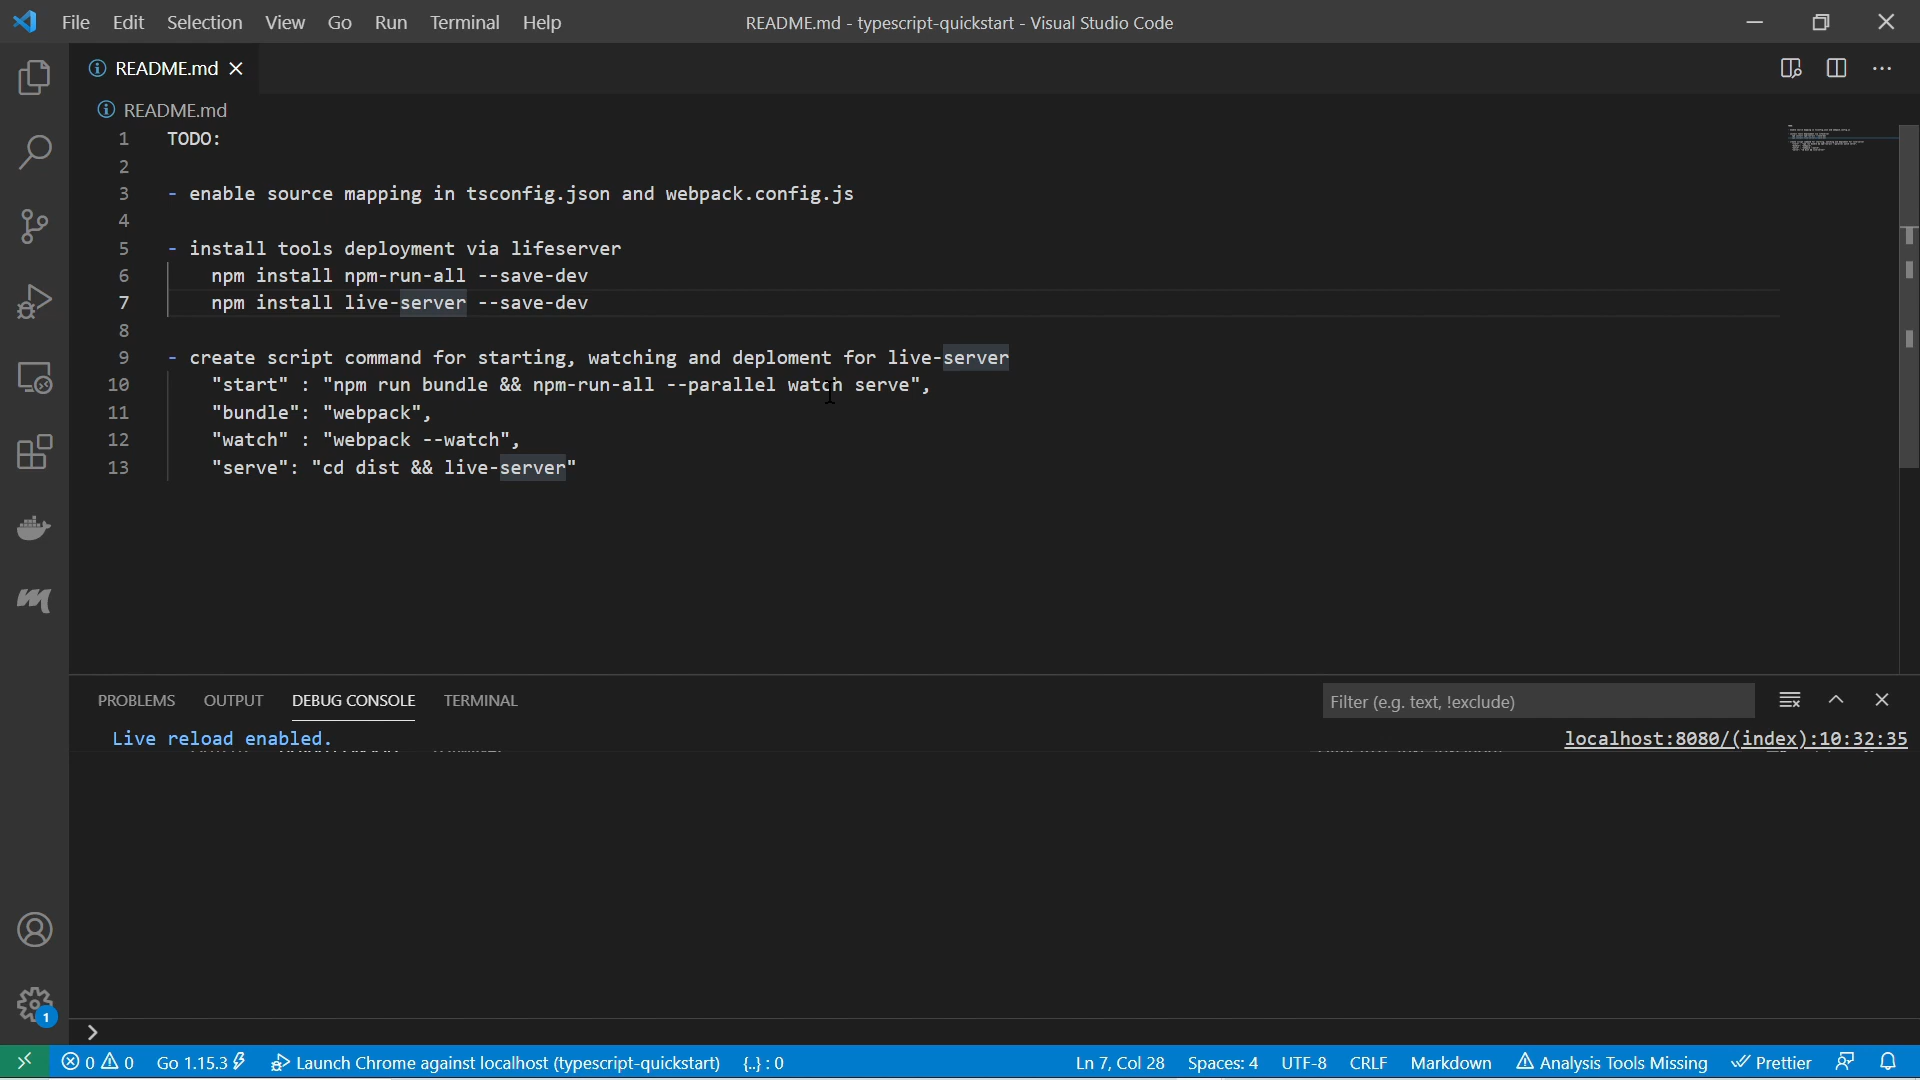 File Edit Selection View Go Run Terminal Help README.md - typescript-quickstart - Visual Studio Code
README.md
README.md
1 TODO:
2
3 - enable source mapping in tsconfig.json and webpack.config.js
4
5 - install tools deployment via lifeserver
6 npm install npm-run-all --save-dev
7 npm install live-server --save-dev
8
9 - create script command for starting, watching and deploment for live-server
10 "start" : "npm run bundle && npm-run-all --parallel watch serve",
11 "bundle": "webpack",
12 "watch" : "webpack --watch",
13 "serve": "cd dist && live-server"
PROBLEMS OUTPUT DEBUG CONSOLE TERMINAL Filter (e.g. text, !exclude)
Live reload enabled. localhost:8080/(index):10:32:35
1
0 0 Go 1.15.3 Launch Chrome against localhost (typescript-quickstart) {..} : 0 Ln 7, Col 28 Spaces: 4 UTF-8 CRLF Markdown Analysis Tools Missing Prettier